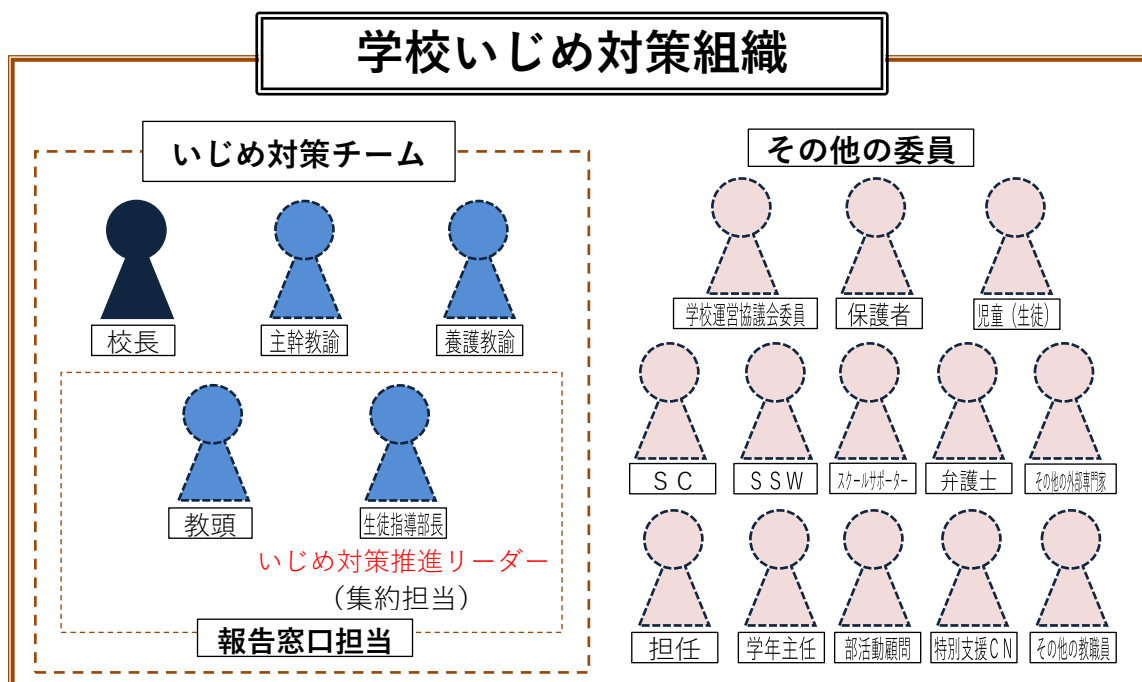 学校いじめ対策組織
いじめ対策チーム
校長
主幹教諭
養護教諭
教頭
生徒指導部長
いじめ対策推進リーダー
（集約担当）
報告窓口担当
その他の委員
学校運営協議会委員
保護者
児童（生徒）
ＳＣ
ＳＳＷ
スクールサポーター
弁護士
その他の外部専門家
担任
学年主任
部活動顧問
特別支援ＣＮ
その他の教職員